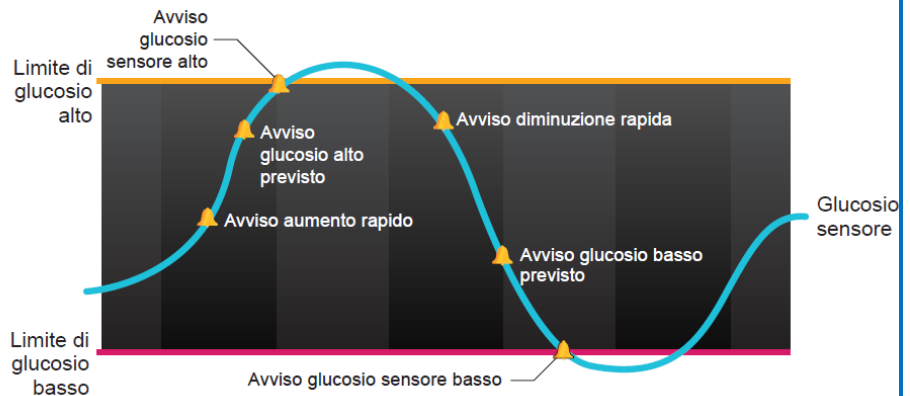 Avviso
glucosio
sensore alto
Limite di
glucosio
alto
Avviso
glucosio alto
previsto
Avviso diminuzione rapida
Avviso aumento rapido
Glucosio
sensore
Avviso glucosio basso
previsto
Limite di
glucosio
basso
Avviso glucosio sensore basso